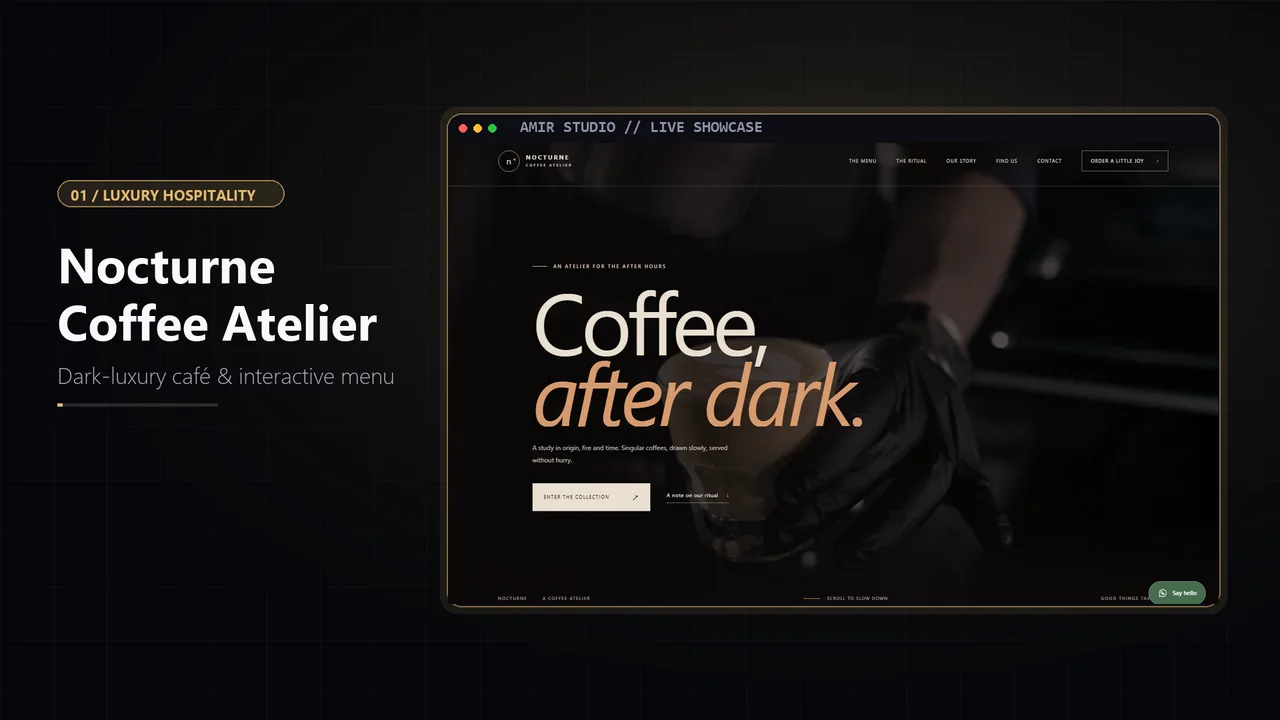 01 / LUXURY HOSPITALITY
Nocturne
Coffee Atelier
Dark-luxury café & interactive menu
AMIR STUDIO // LIVE SHOWCASE
n°
NOCTURNE
COFFEE ATELIER
THE MENU
THE RITUAL
OUR STORY
FIND US
CONTACT
ORDER A LITTLE JOY ↗
AN ATELIER FOR THE AFTER HOURS
Coffee,
after dark.
A study in origin, fire and time. Singular coffees, drawn slowly, served
without hurry.
ENTER THE COLLECTION ↗
A note on our ritual ↓
NOCTURNE
A COFFEE ATELIER
SCROLL TO SLOW DOWN
GOOD THINGS
Say hello